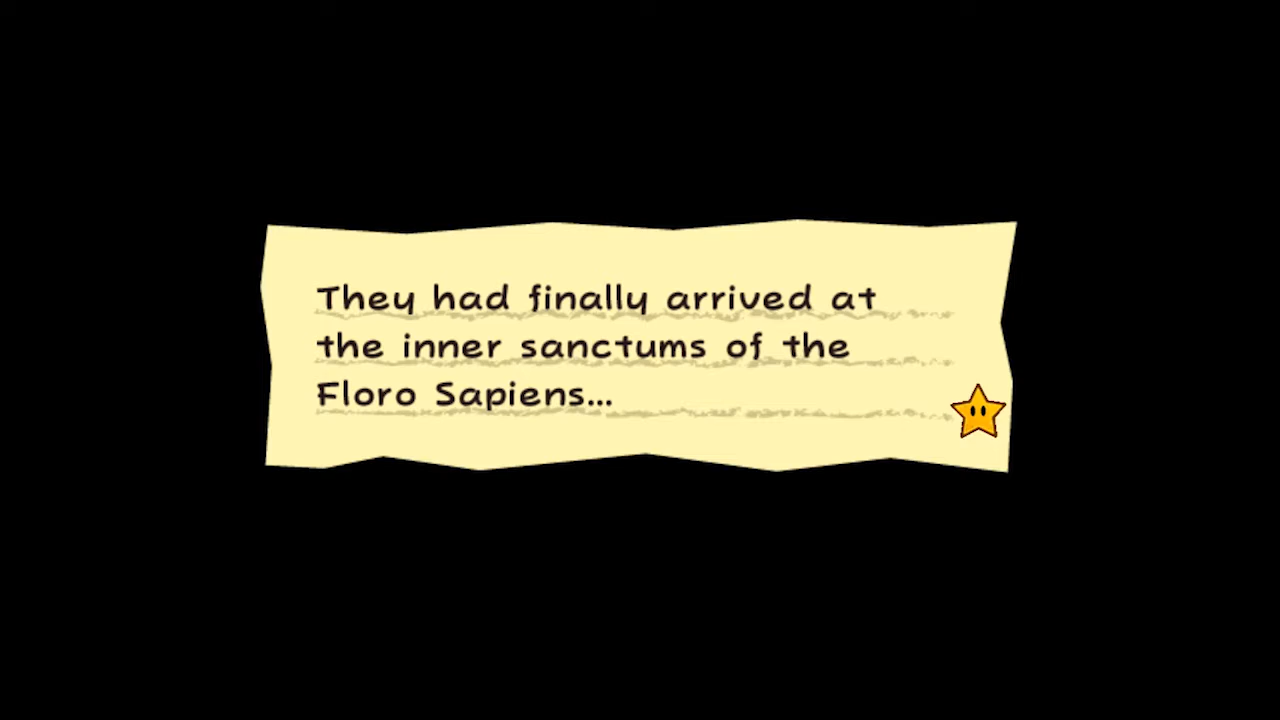 They had finally arrived at
the inner sanctums of the
Floro Sapiens...